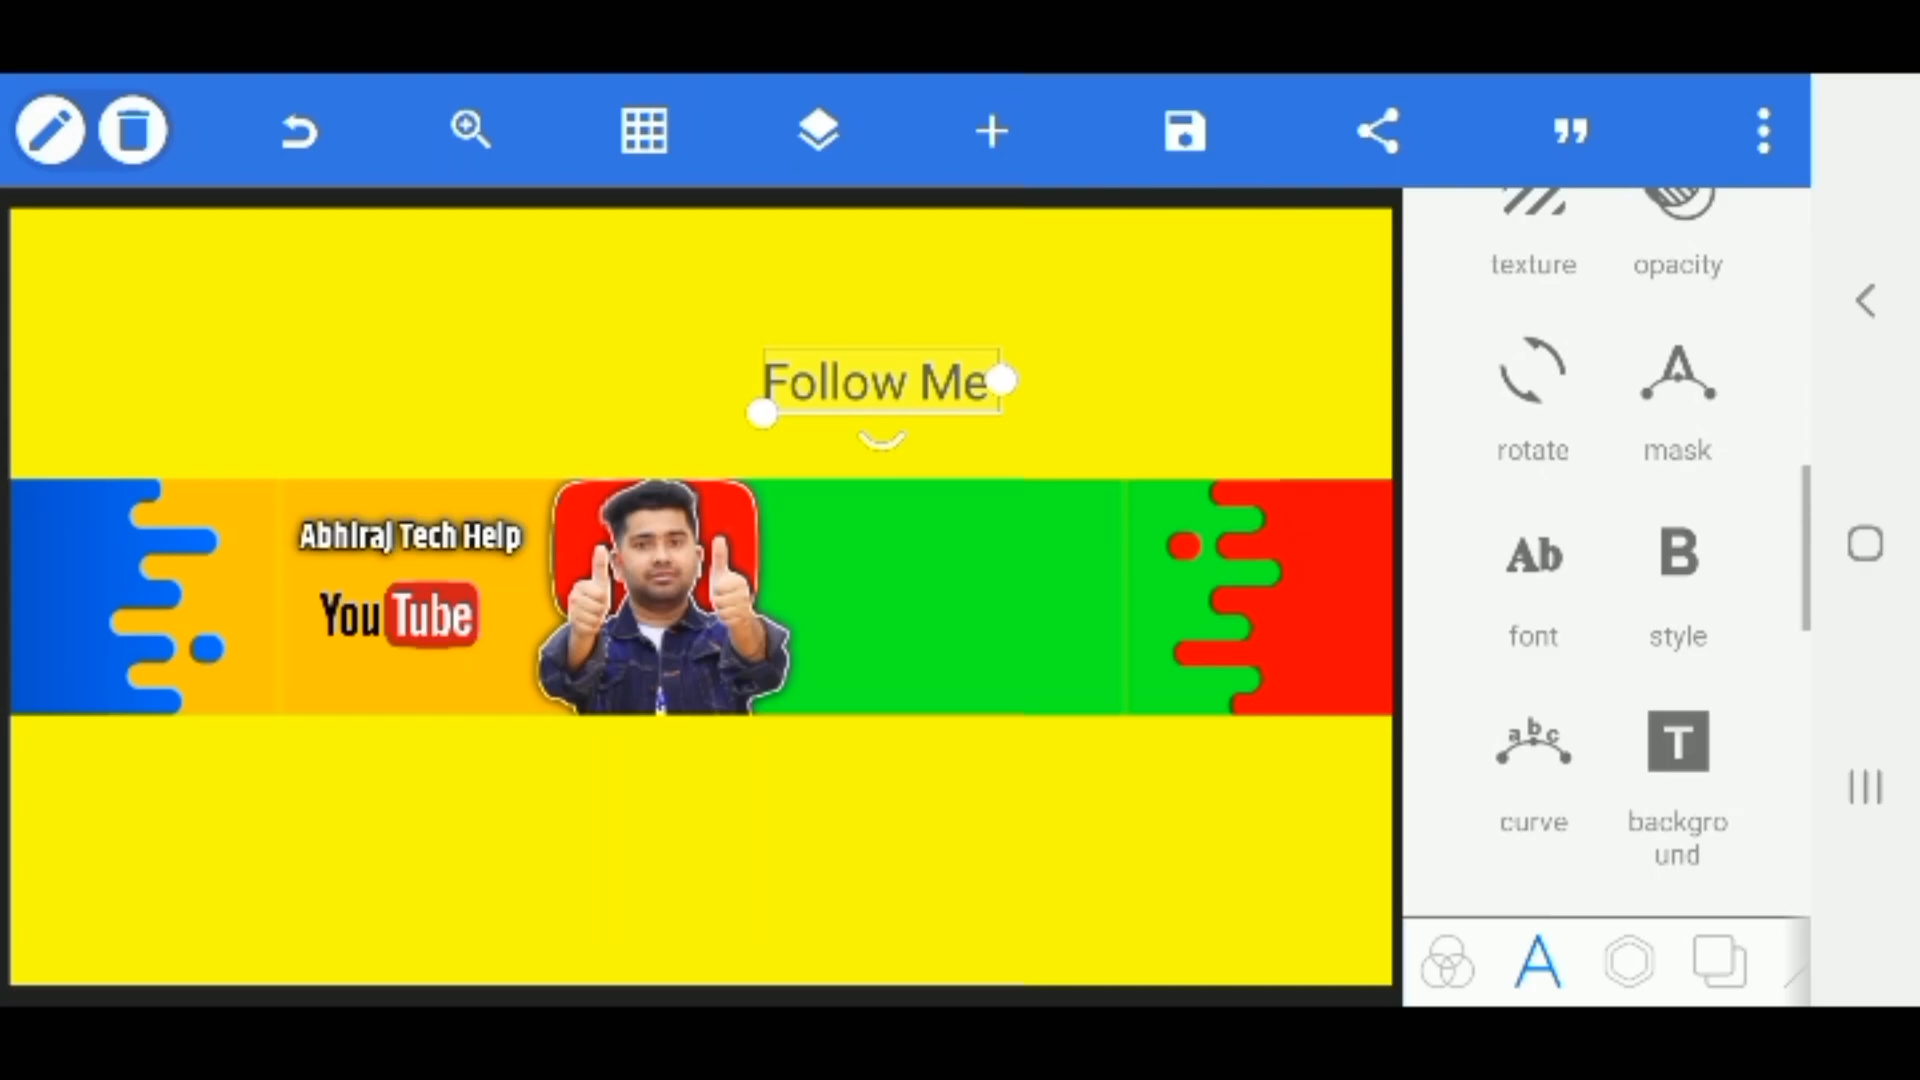 texture opacity
Follow Me
rotate mask
Abhiraj Tech Help
YouTube
Ab B
font style
abc T
curve backgro
und
A